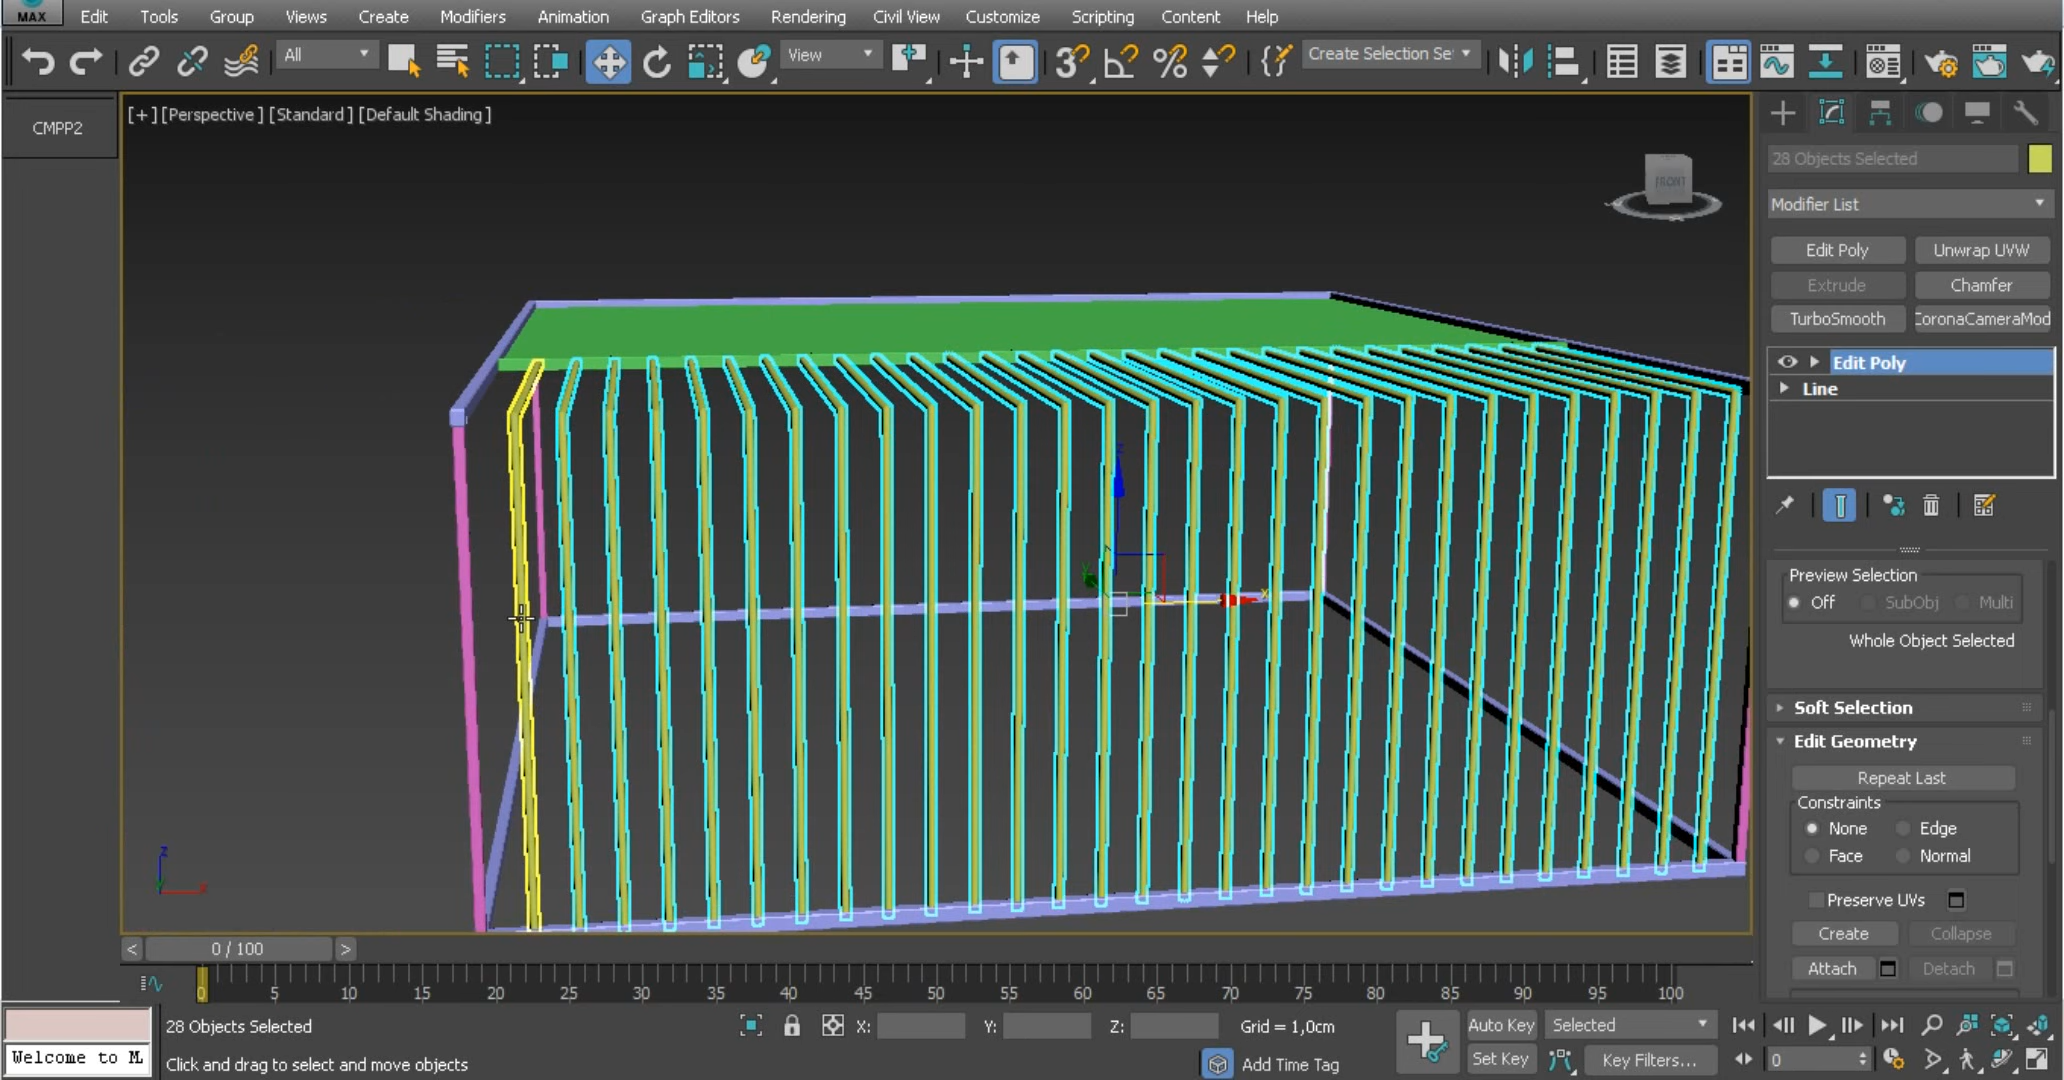 MAX Edit Tools Group Views Create Modifiers Animation Graph Editors Rendering Civil View Customize Scripting Content Help
All View 3 Create Selection Se
CMPP2
[+] [Perspective] [Standard] [Default Shading]
FRONT
28 Objects Selected
Modifier List
Edit Poly Unwrap UVW
Extrude Chamfer
TurboSmooth CoronaCameraMod
Edit Poly
Line
Preview Selection
Off SubObj Multi
Whole Object Selected
Soft Selection
Edit Geometry
Repeat Last
Constraints
None Edge
Face Normal
Preserve UVs
Create Collapse
Attach Detach
z
x
y
z
x
< 0 / 100 >
0 5 10 15 20 25 30 35 40 45 50 55 60 65 70 75 80 85 90 95 100
28 Objects Selected X: Y: Z: Grid = 1,0cm Auto Key Selected
Welcome to M Click and drag to select and move objects Add Time Tag Set Key Key Filters... 0